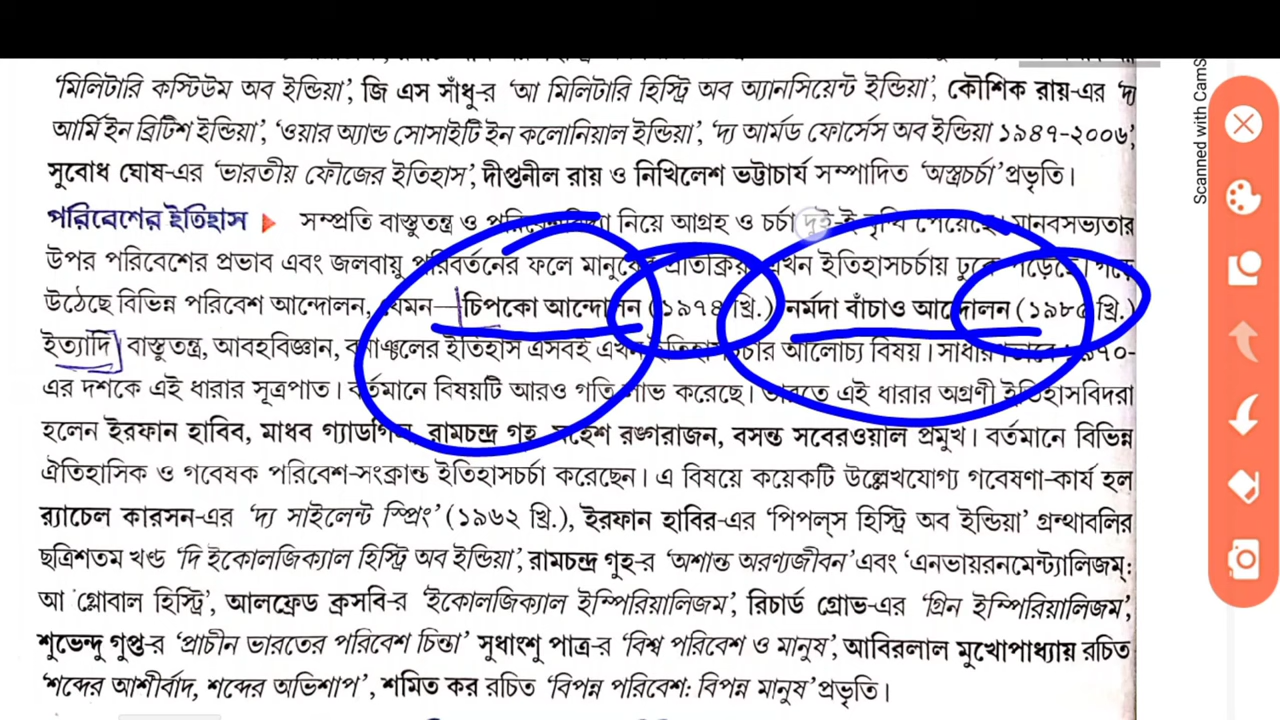 'মিলিটারি কস্টিউম অব ইন্ডিয়া', জি এস সাঁধু-র 'আ মিলিটারি হিস্ট্রি অব অ্যানসিয়েন্ট ইন্ডিয়া', কৌশিক রায়-এর 'দ্য
আর্মি ইন ব্রিটিশ ইন্ডিয়া', 'ওয়ার অ্যান্ড সোসাইটি ইন কলোনিয়াল ইন্ডিয়া', 'দ্য আর্মড ফোর্সেস অব ইন্ডিয়া ১৯৪৭-২০০৬',
সুবোধ ঘোষ-এর 'ভারতীয় ফৌজের ইতিহাস', দীপ্তনীল রায় ও নিখিলেশ ভট্টাচার্য সম্পাদিত 'অস্ত্রচর্চা' প্রভৃতি।
পরিবেশের ইতিহাস ▶ সম্প্রতি বাস্তুতন্ত্র ও নিয়ে আগ্রহ ও চর্চা দুই-ই বৃদ্ধি পেয়েছে। মানবসভ্যতার
উপর পরিবেশের প্রভাব এবং জলবায়ু পরিবর্তনের ফলে মানুষের প্রতিক্রিয়া এখন ইতিহাসচর্চায় ঢুকে পড়েছে। গড়ে
উঠেছে বিভিন্ন পরিবেশ আন্দোলন, যেমন—চিপকো আন্দোলন (১৯৭৪ খ্রি.) নর্মদা বাঁচাও আন্দোলন (১৯৮৫ খ্রি.)
ইত্যাদি বাস্তুতন্ত্র, আবহবিজ্ঞান, বনাঞ্চলের ইতিহাস এসবই এখন ইতিহাসচর্চার আলোচ্য বিষয়। সাধারণভাবে ১৯৭০-
এর দশকে এই ধারার সূত্রপাত। বর্তমানে বিষয়টি আরও গতি লাভ করেছে। ভারতে এই ধারার অগ্রণী ইতিহাসবিদরা
হলেন ইরফান হাবিব, মাধব গ্যাডগিল, রামচন্দ্র গুহ, মহেশ রঙ্গরাজন, বসন্ত সবেরওয়াল প্রমুখ। বর্তমানে বিভিন্ন
ঐতিহাসিক ও গবেষক পরিবেশ-সংক্রান্ত ইতিহাসচর্চা করেছেন। এ বিষয়ে কয়েকটি উল্লেখযোগ্য গবেষণা-কার্য হল
র‍্যাচেল কারসন-এর 'দ্য সাইলেন্ট স্প্রিং' (১৯৬২ খ্রি.), ইরফান হাবিব-এর 'পিপল্‌স হিস্ট্রি অব ইন্ডিয়া' গ্রন্থাবলির
ছত্রিশতম খণ্ড 'দি ইকোলজিক্যাল হিস্ট্রি অব ইন্ডিয়া', রামচন্দ্র গুহ-র 'অশান্ত অরণ্যজীবন' এবং 'এনভায়রনমেন্ট্যালিজম্:
আ গ্লোবাল হিস্ট্রি', আলফ্রেড ক্রসবি-র 'ইকোলজিক্যাল ইম্পিরিয়ালিজম', রিচার্ড গ্রোভ-এর 'গ্রিন ইম্পিরিয়ালিজম',
শুভেন্দু গুপ্ত-র 'প্রাচীন ভারতের পরিবেশ চিন্তা' সুধাংশু পাত্র-র 'বিশ্ব পরিবেশ ও মানুষ', আবিরলাল মুখোপাধ্যায় রচিত
'শব্দের আশীর্বাদ, শব্দের অভিশাপ', শমিত কর রচিত 'বিপন্ন পরিবেশ: বিপন্ন মানুষ' প্রভৃতি।
Scanned with CamS